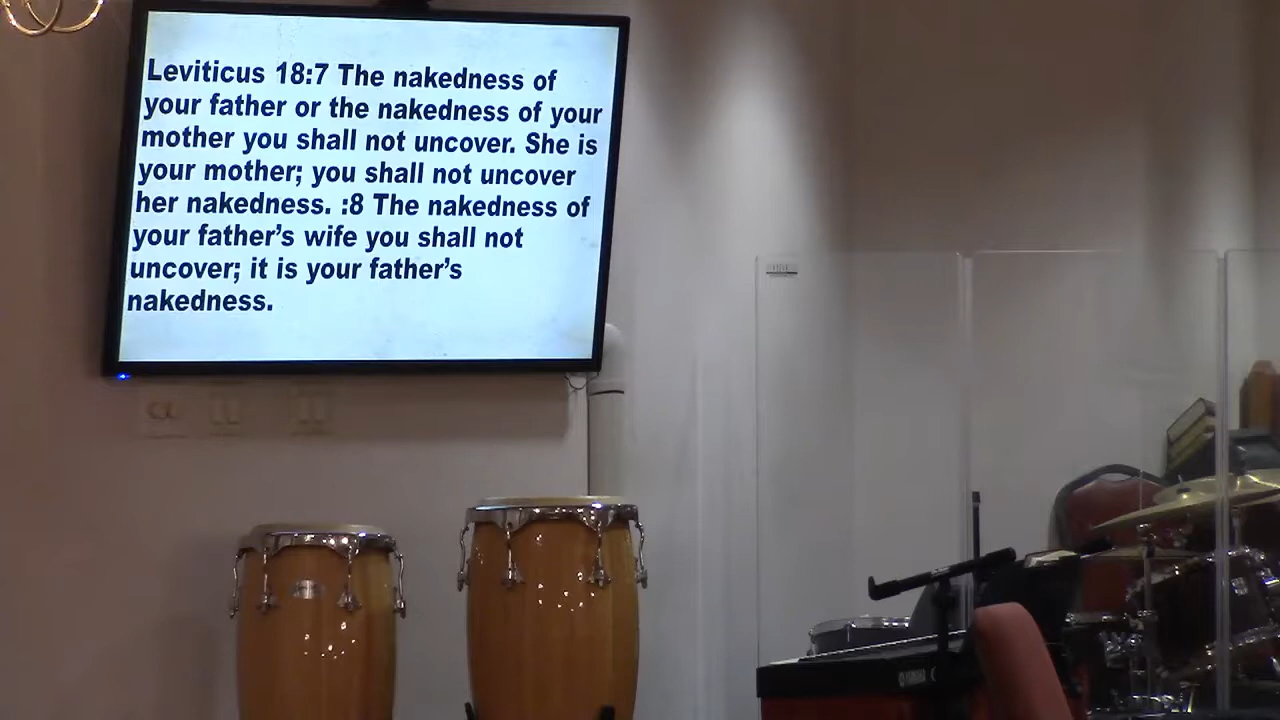 Leviticus 18:7 The nakedness of
your father or the nakedness of your
mother you shall not uncover. She is
your mother; you shall not uncover
her nakedness. :8 The nakedness of
your father’s wife you shall not
uncover; it is your father’s
nakedness.